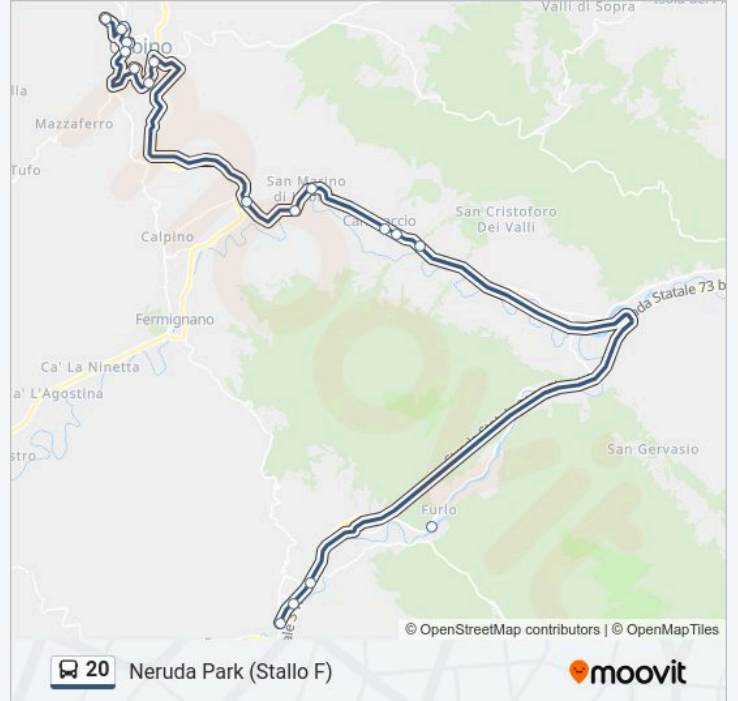 Valli di Sopra
Mazzaferro
Tufo
San Marino
San Cristoforo
Dei Valli
Calpino
Strada Statale 73 b
Fermignano
Ca' La Ninetta
a' L'Agostina
stro
San Gervasio
Furlo
© OpenStreetMap contributors | © OpenMapTiles
20 Neruda Park (Stallo F)
moovit